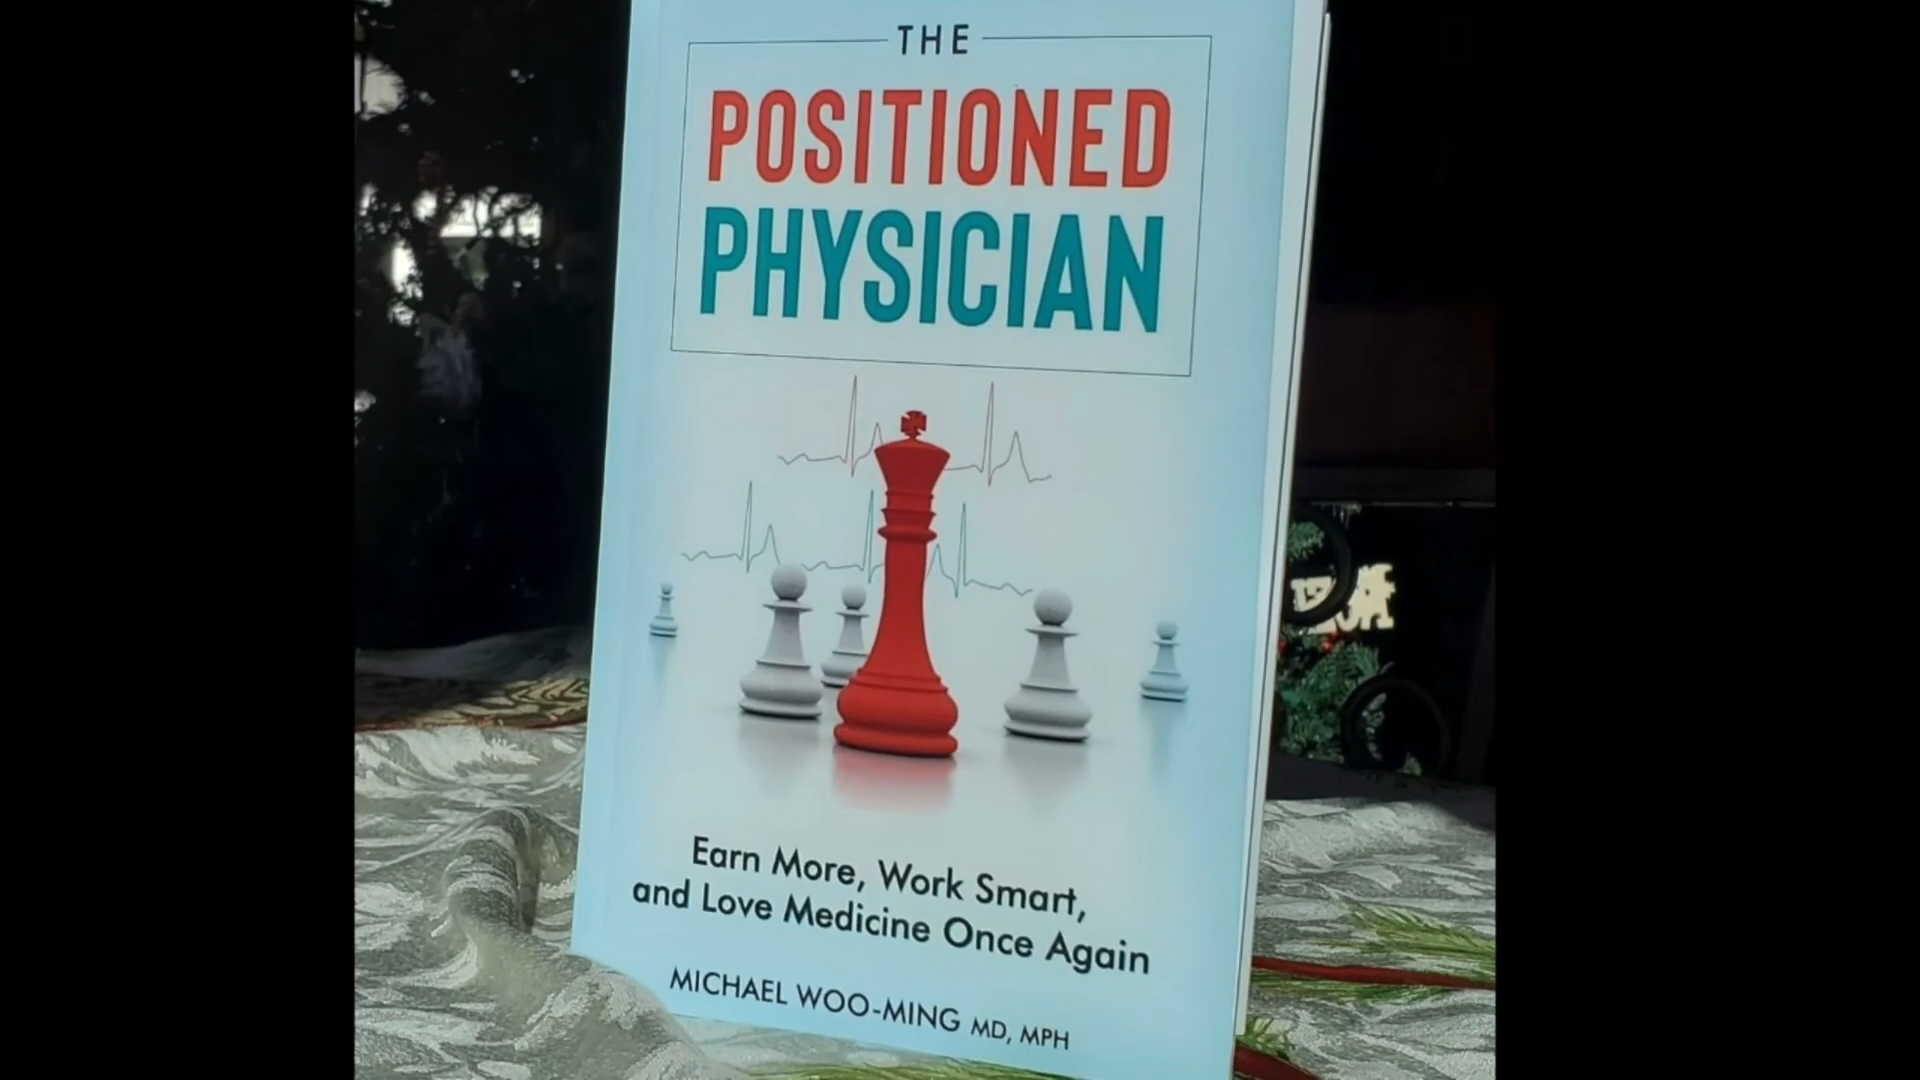 THE
POSITIONED
PHYSICIAN
Earn More, Work Smart,
and Love Medicine Once Again
MICHAEL WOO-MING MD, MPH